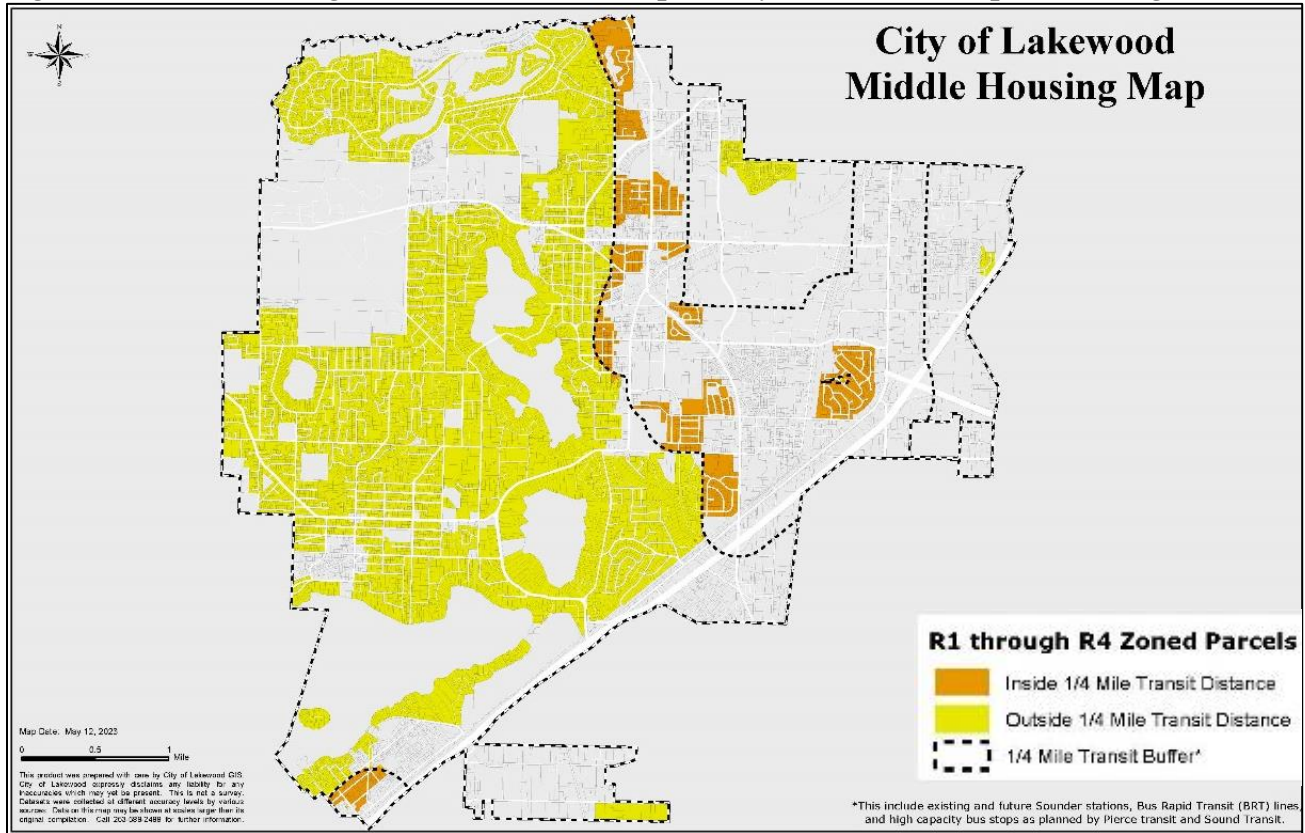 City of Lakewood
Middle Housing Map
N
S
R1 through R4 Zoned Parcels
Inside 1/4 Mile Transit Distance
Outside 1/4 Mile Transit Distance
1/4 Mile Transit Buffer*
Map Date: May 12, 2023
0 0.5 1
Mile
This product was prepared with care by City of Lakewood GIS.
City of Lakewood expressly disclaims any liability for any
inaccuracies which may yet be present. This is not a survey.
Datasets were collected at different accuracy levels by various
sources. Data on this map may be shown at scales larger than its
original compilation. Call 253-589-2489 for further information.
*This include existing and future Sounder stations, Bus Rapid Transit (BRT) lines,
and high capacity bus stops as planned by Pierce transit and Sound Transit.